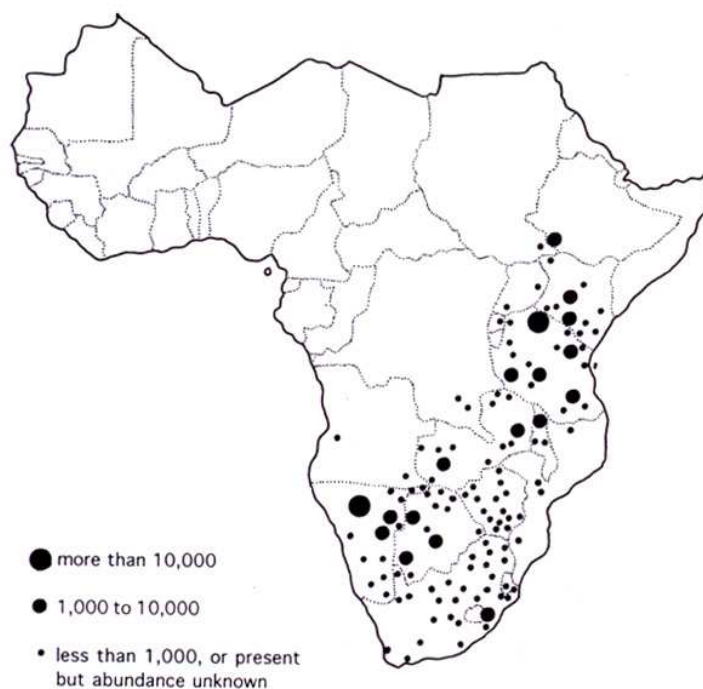 more than 10,000
1,000 to 10,000
less than 1,000, or present
but abundance unknown